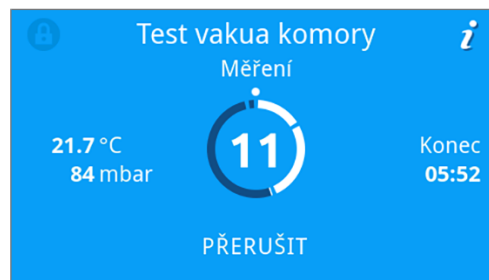 Test vakua komory
i
Měření
21.7 °C
84 mbar
11
Konec
05:52
PŘERUŠIT